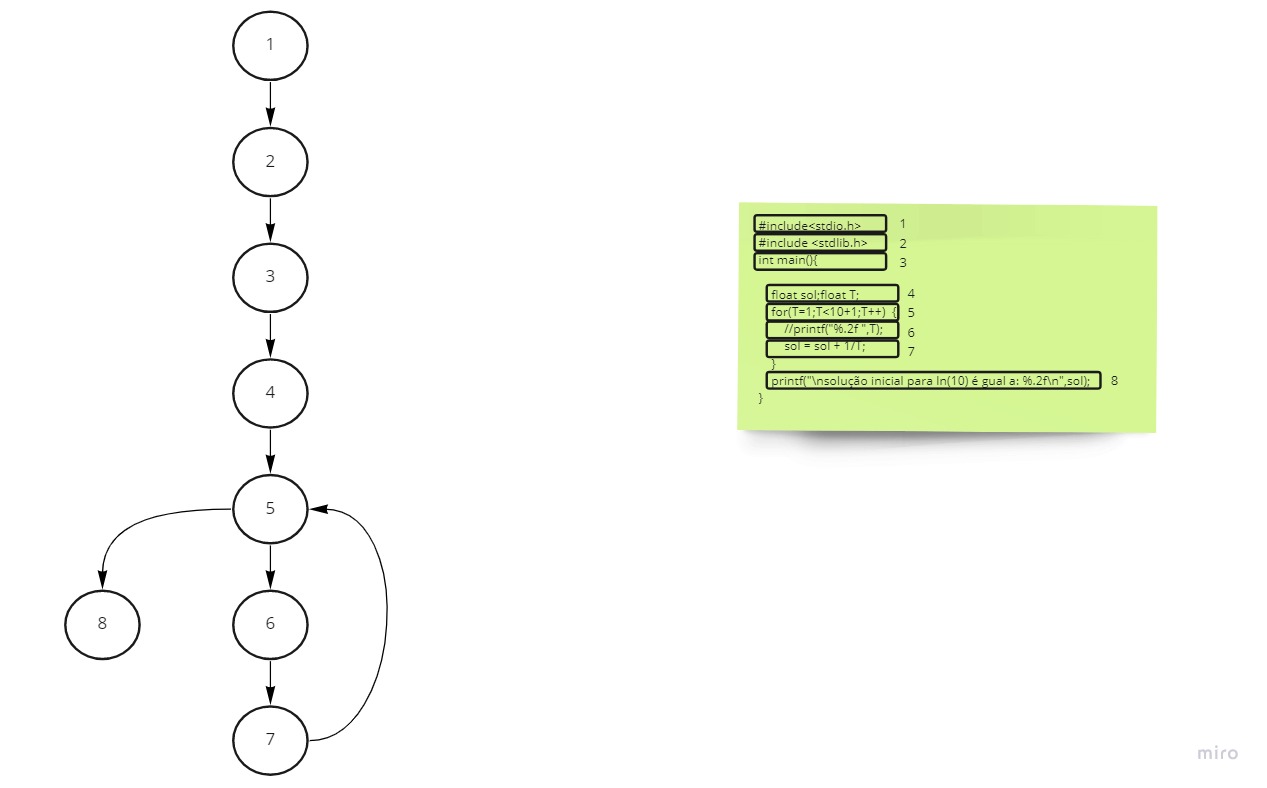 1
2
3
4
5
8
6
7
#include<stdio.h> 1
#include <stdlib.h> 2
int main(){ 3
float sol;float T; 4
for(T=1;T<10+1;T++) { 5
//printf("%.2f ",T); 6
sol = sol + 1/T; 7
}
printf("\nsolução inicial para ln(10) é gual a: %.2f\n",sol); 8
}
miro